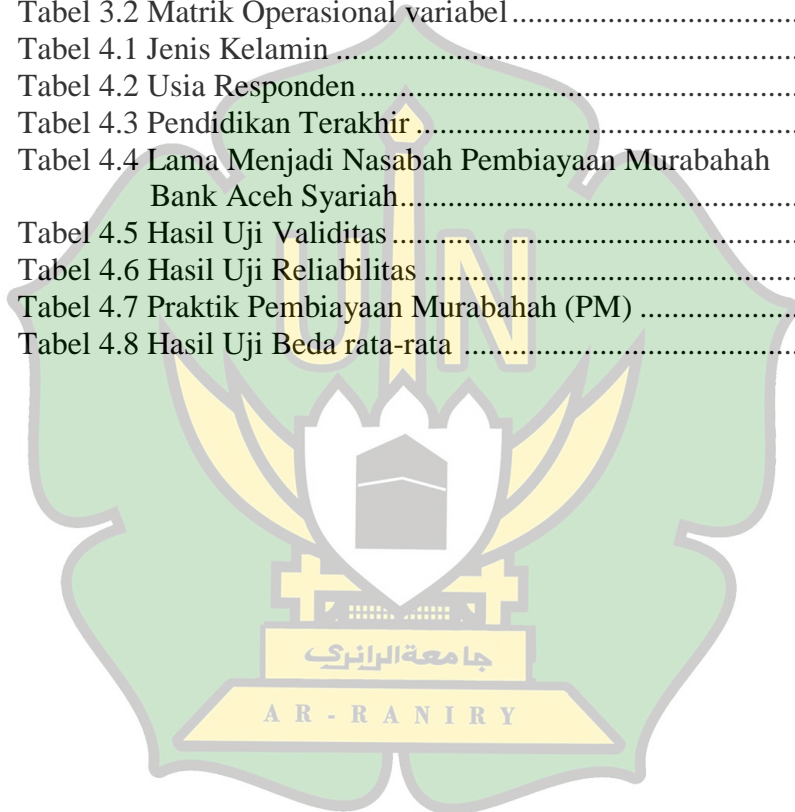 Tabel 3.2 Matrik Operasional variabel.......................................
Tabel 4.1 Jenis Kelamin.............................................................
Tabel 4.2 Usia Responden.........................................................
Tabel 4.3 Pendidikan Terakhir..................................................
Tabel 4.4 Lama Menjadi Nasabah Pembiayaan Murabahah
Bank Aceh Syariah....................................................
Tabel 4.5 Hasil Uji Validitas.....................................................
Tabel 4.6 Hasil Uji Reliabilitas.................................................
Tabel 4.7 Praktik Pembiayaan Murabahah (PM)......................
Tabel 4.8 Hasil Uji Beda rata-rata.............................................
UIN
جامعة الرانري
AR-RANIRY